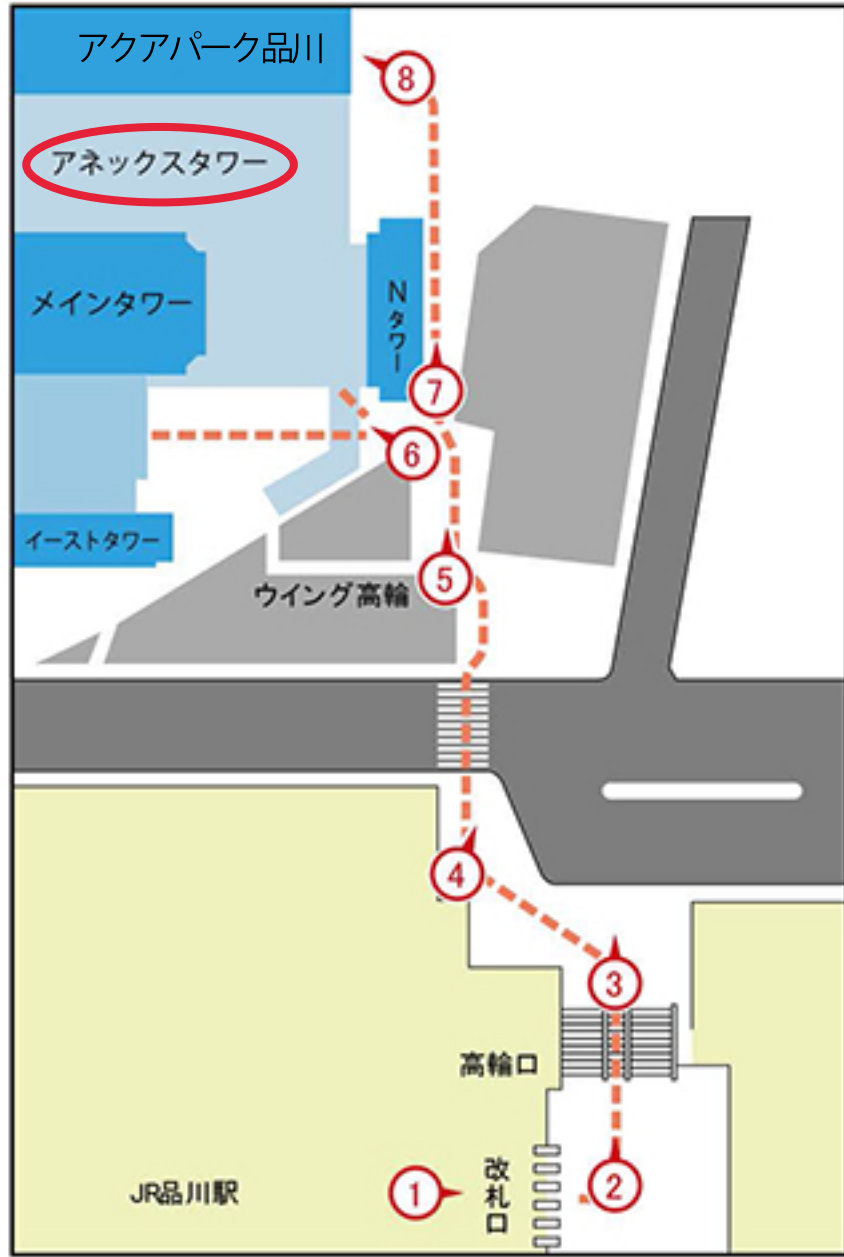 アクアパーク品川
8
アネックスタワー
メインタワー
Nタワー
7
6
イーストタワー
5
ウイング高輪
4
3
高輪口
JR品川駅
1
改札口
2